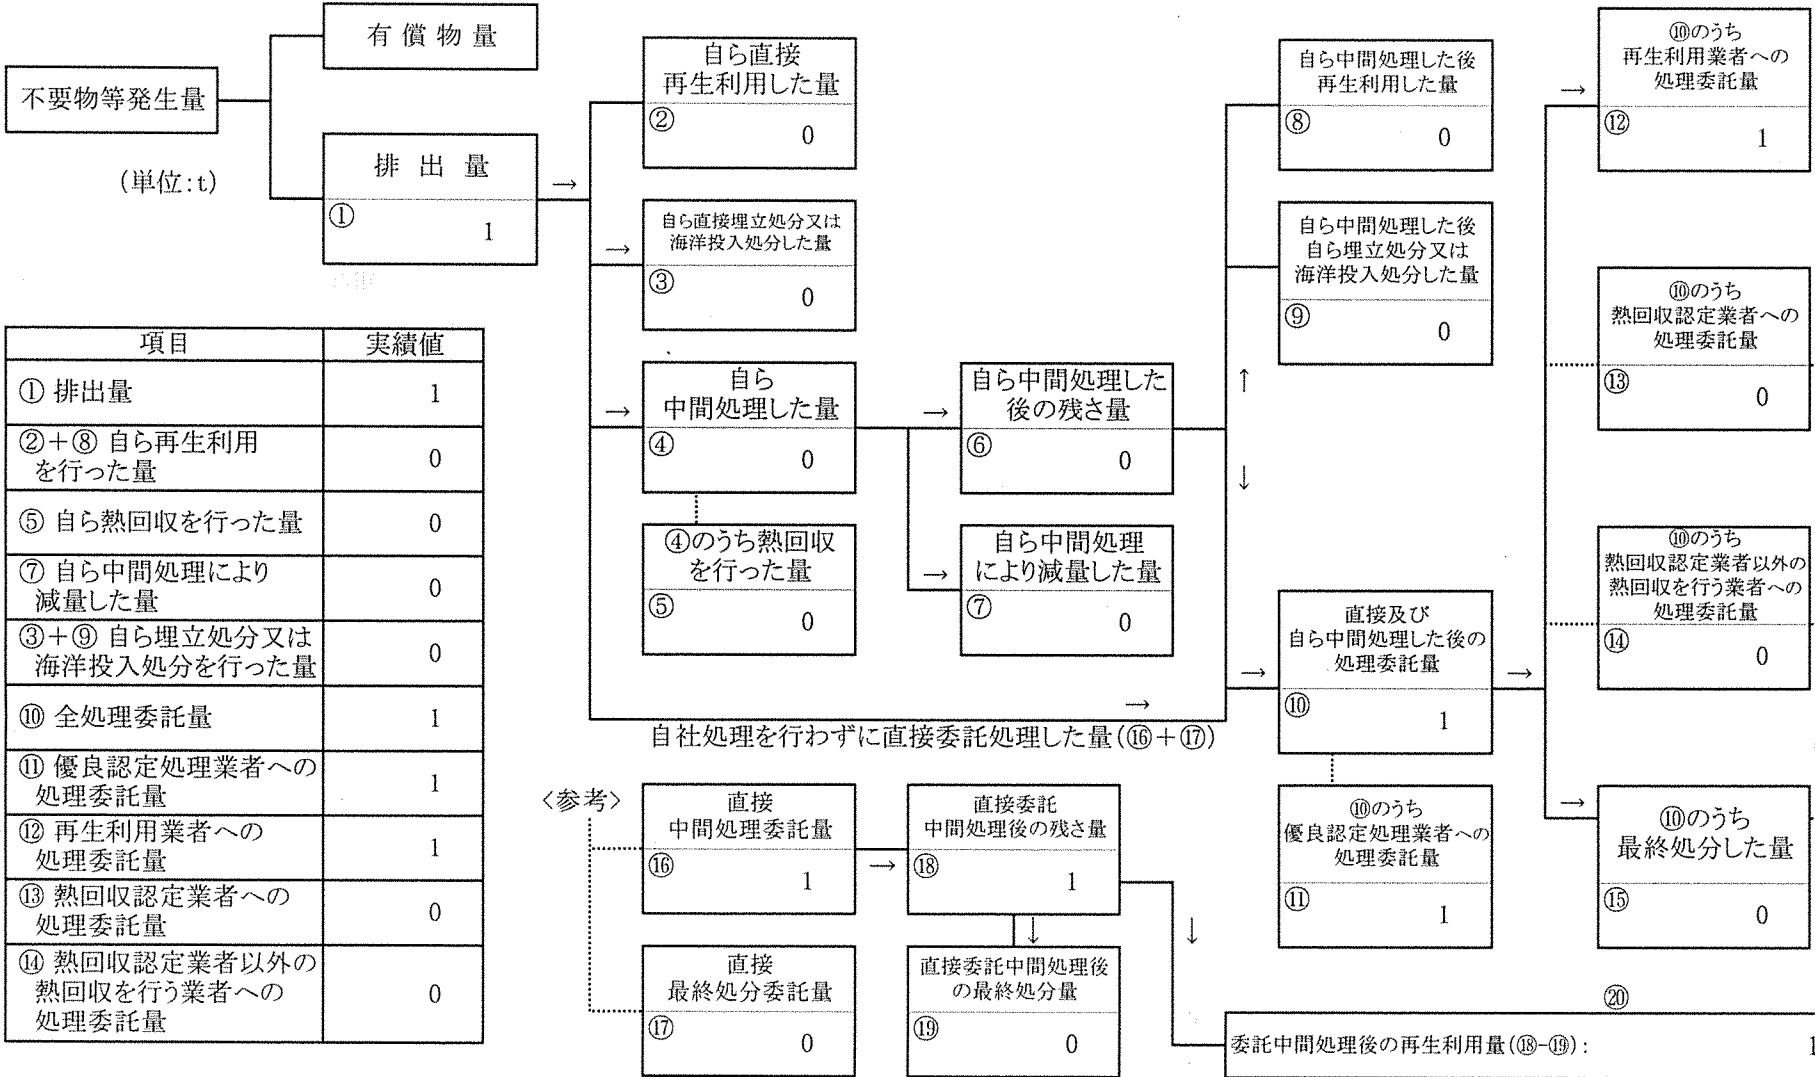 不要物等発生量
有償物量
(単位:t)
排出量
①
1
→
自ら直接
再生利用した量
②
0
→
自ら直接埋立処分又は
海洋投入処分した量
③
0
→
自ら
中間処理した量
④
0
④のうち熱回収
を行った量
⑤
0
→
自ら中間処理した
後の残さ量
⑥
0
→
自ら中間処理
により減量した量
⑦
0
↑
↓
自ら中間処理した後
再生利用した量
⑧
0
自ら中間処理した後
自ら埋立処分又は
海洋投入処分した量
⑨
0
→
自社処理を行わずに直接委託処理した量(⑯+⑰)
→
直接及び
自ら中間処理した後の
処理委託量
⑩
1
⑩のうち
優良認定処理業者への
処理委託量
⑪
1
→
→
⑩のうち
再生利用業者への
処理委託量
⑫
1
⑩のうち
熱回収認定業者への
処理委託量
⑬
0
⑩のうち
熱回収認定業者以外の
熱回収を行う業者への
処理委託量
⑭
0
→
⑩のうち
最終処分した量
⑮
0
項目 実績値
① 排出量 1
②+⑧ 自ら再生利用
を行った量 0
⑤ 自ら熱回収を行った量 0
⑦ 自ら中間処理により
減量した量 0
③+⑨ 自ら埋立処分又は
海洋投入処分を行った量 0
⑩ 全処理委託量 1
⑪ 優良認定処理業者への
処理委託量 1
⑫ 再生利用業者への
処理委託量 1
⑬ 熱回収認定業者への
処理委託量 0
⑭ 熱回収認定業者以外の
熱回収を行う業者への
処理委託量 0
<参考>
直接
中間処理委託量
⑯
1
→
直接委託
中間処理後の残さ量
⑱
1
↓
↓
直接
最終処分委託量
⑰
0
直接委託中間処理後
の最終処分量
⑲
0
⑳
委託中間処理後の再生利用量(⑱-⑲): 1